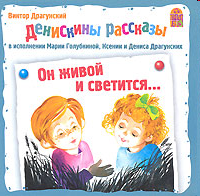 Виктор Драгунский
Денискины рассказы
в исполнении Марии Голубкиной, Ксении и Дениса Драгунских
Он живой
и светится...